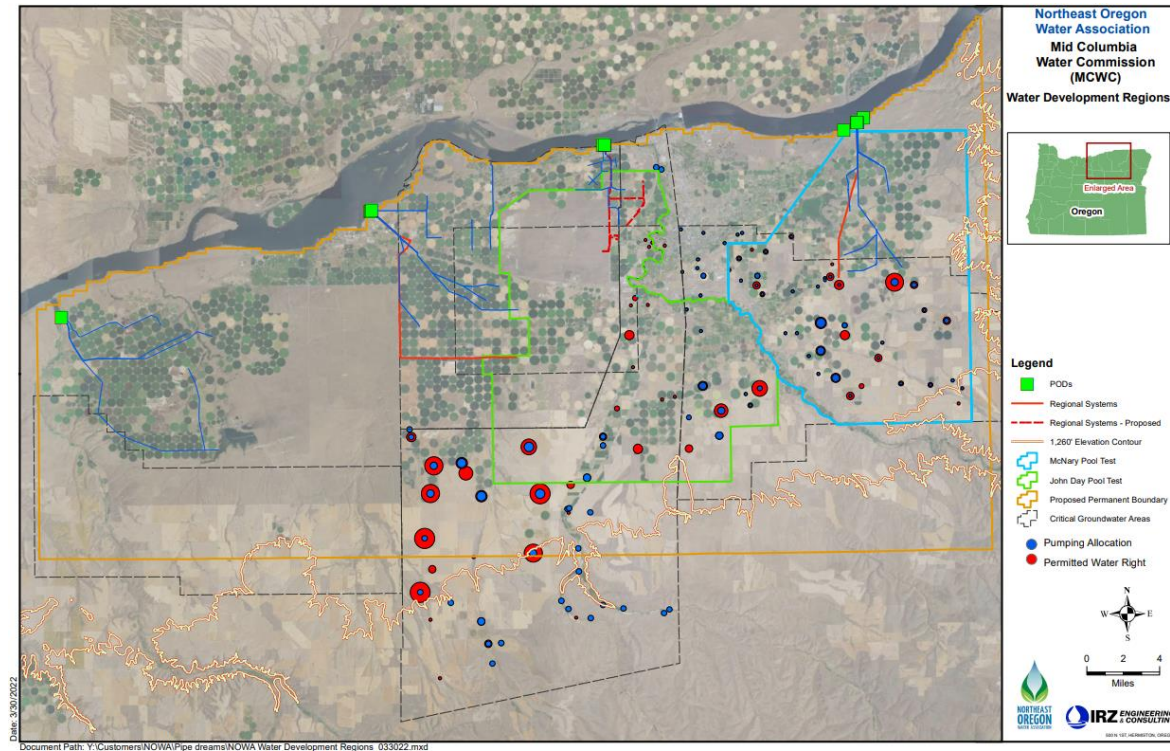 Northeast Oregon
Water Association
Mid Columbia
Water Commission
(MCWC)
Water Development Regions
Enlarged Area
Oregon
Legend
PODs
Regional Systems
Regional Systems - Proposed
1,260' Elevation Contour
McNary Pool Test
John Day Pool Test
Proposed Permanent Boundary
Critical Groundwater Areas
Pumping Allocation
Permitted Water Right
N
W E
S
0 2 4
Miles
NORTHEAST
OREGON
WATER ASSOCIATION
IRZ ENGINEERING
& CONSULTING
Date: 3/30/2022
Document Path: Y:\Customers\NOWA\Pipe dreams\NOWA Water Development Regions_033022.mxd